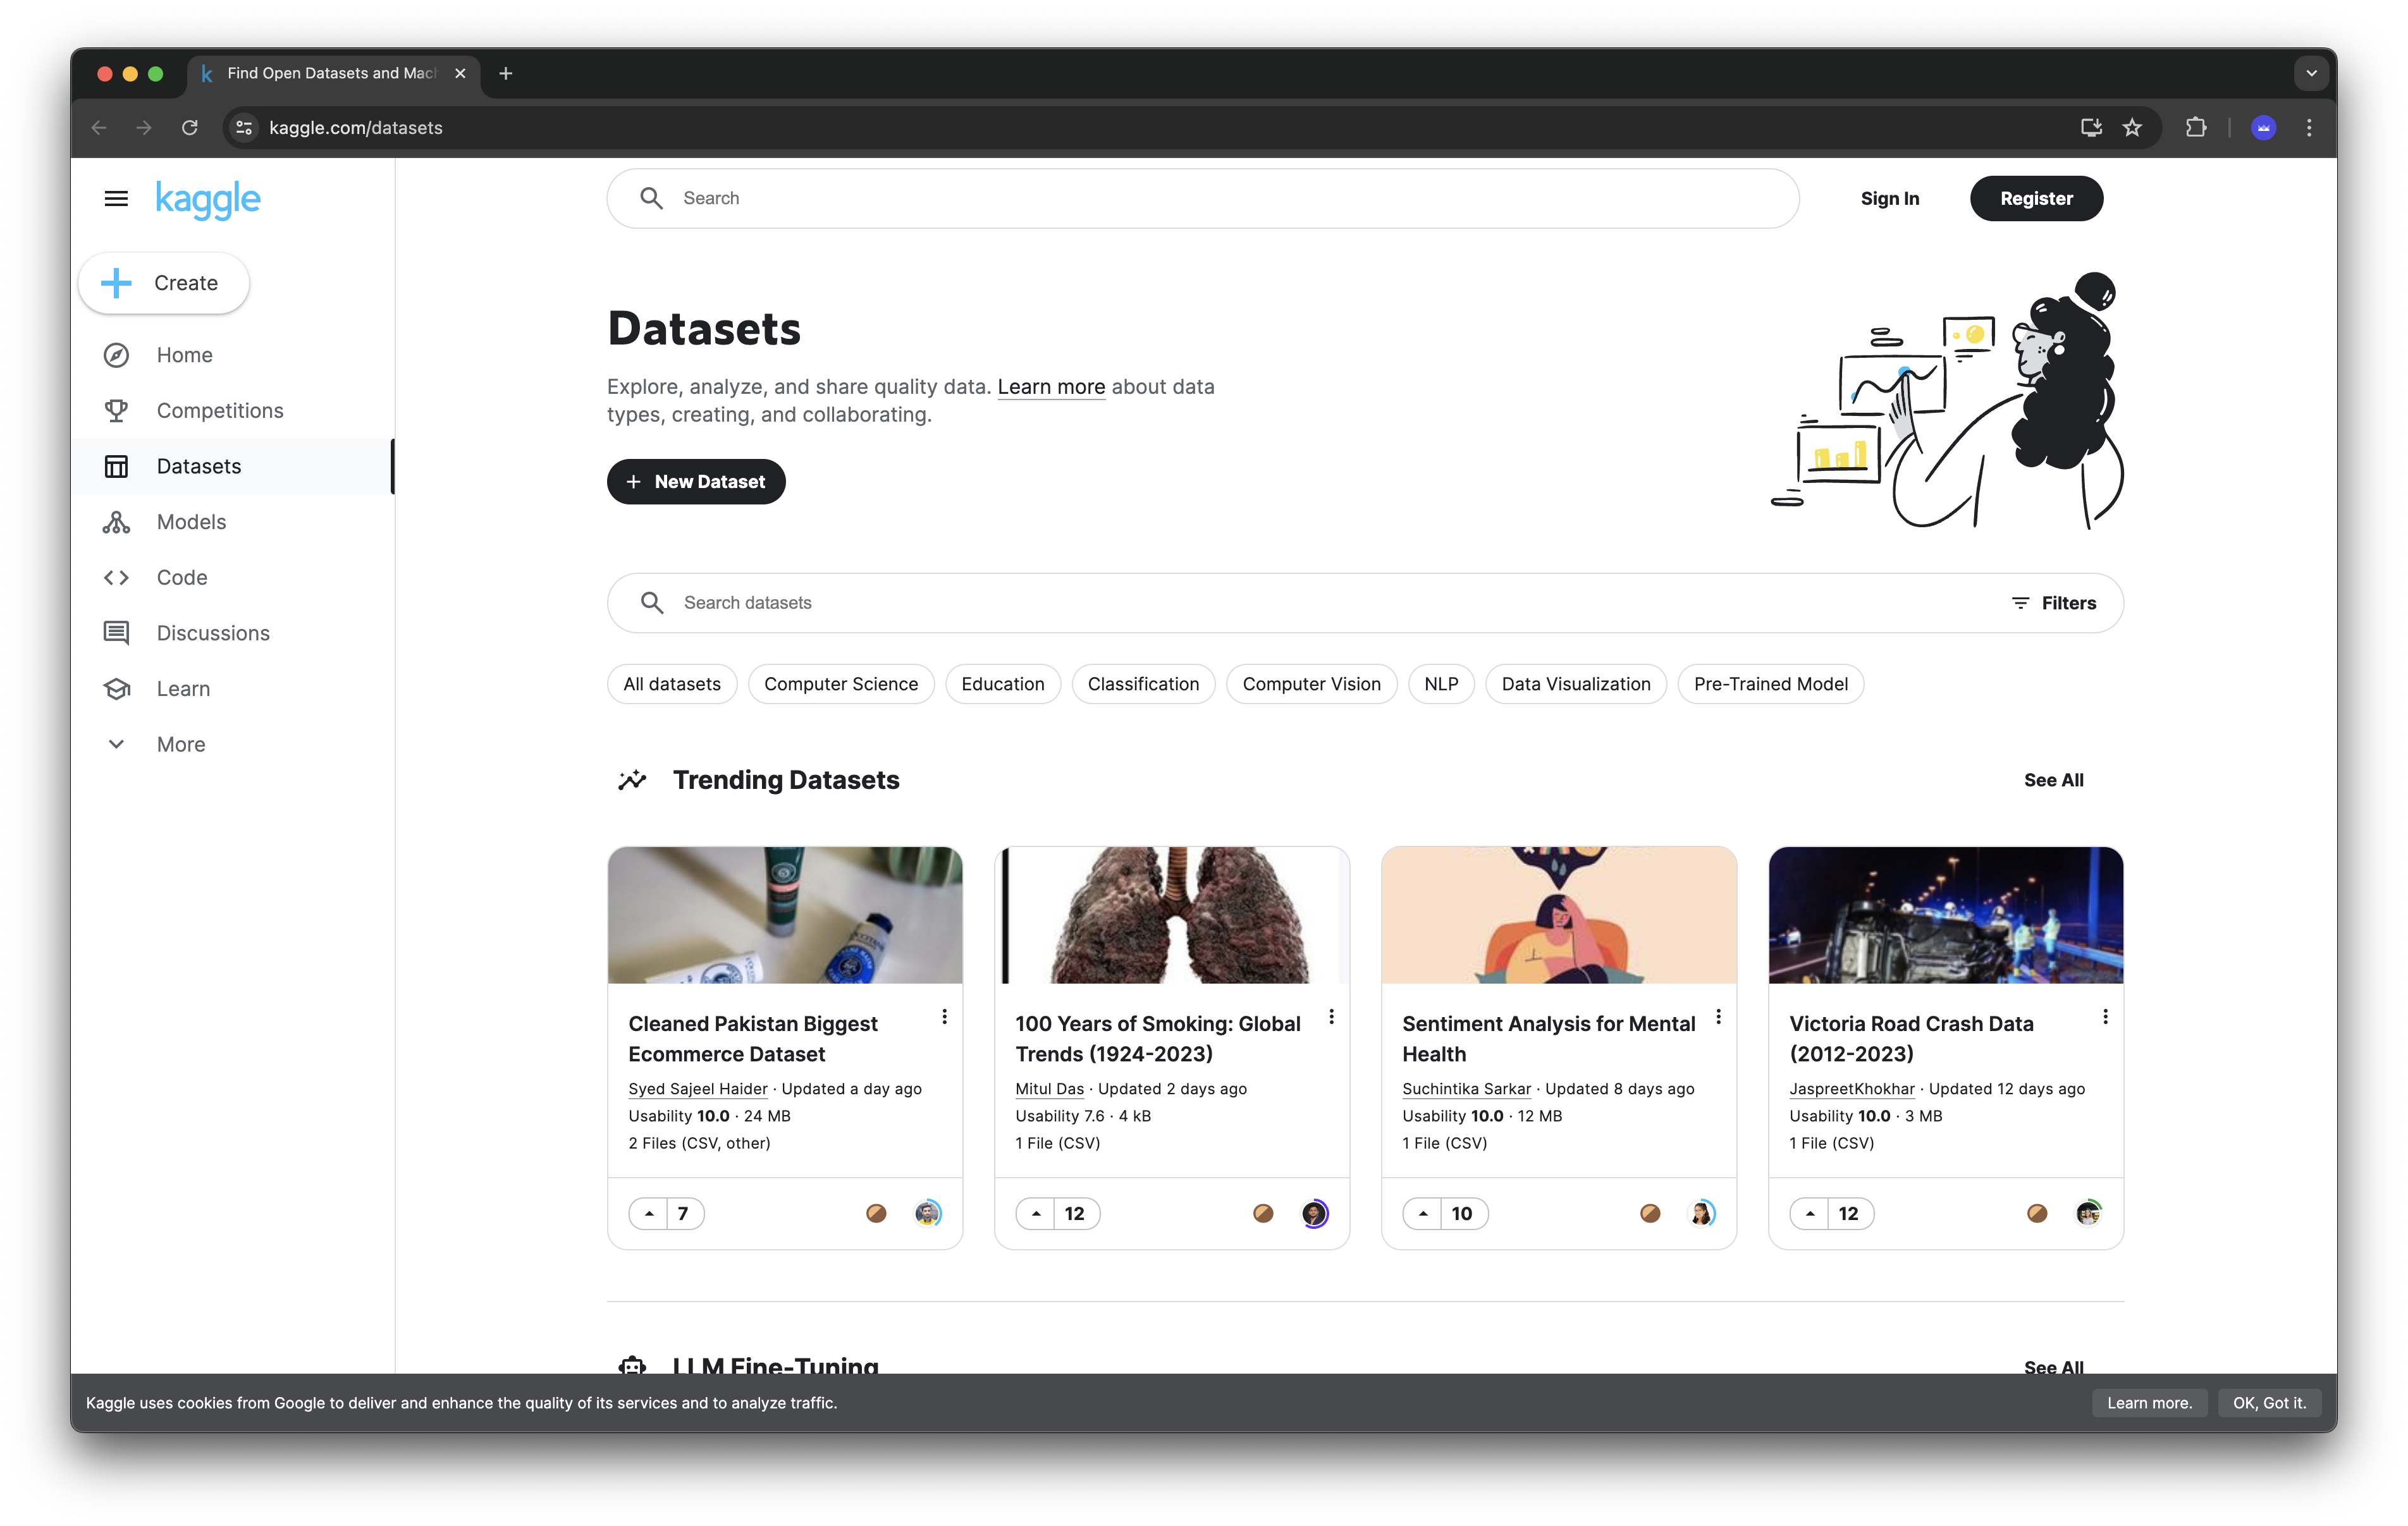 Find Open Datasets and Mach
kaggle.com/datasets
kaggle
Search
Sign In
Register
Create
Home
Competitions
Datasets
Models
Code
Discussions
Learn
More
Datasets
Explore, analyze, and share quality data. Learn more about data
types, creating, and collaborating.
New Dataset
Search datasets
Filters
All datasets
Computer Science
Education
Classification
Computer Vision
NLP
Data Visualization
Pre-Trained Model
Trending Datasets
See All
Cleaned Pakistan Biggest
Ecommerce Dataset
Syed Sajeel Haider · Updated a day ago
Usability 10.0 · 24 MB
2 Files (CSV, other)
7
100 Years of Smoking: Global
Trends (1924-2023)
Mitul Das · Updated 2 days ago
Usability 7.6 · 4 kB
1 File (CSV)
12
Sentiment Analysis for Mental
Health
Suchintika Sarkar · Updated 8 days ago
Usability 10.0 · 12 MB
1 File (CSV)
10
Victoria Road Crash Data
(2012-2023)
JaspreetKhokhar · Updated 12 days ago
Usability 10.0 · 3 MB
1 File (CSV)
12
LLM Fine-Tuning
See All
Kaggle uses cookies from Google to deliver and enhance the quality of its services and to analyze traffic.
Learn more.
OK, Got it.